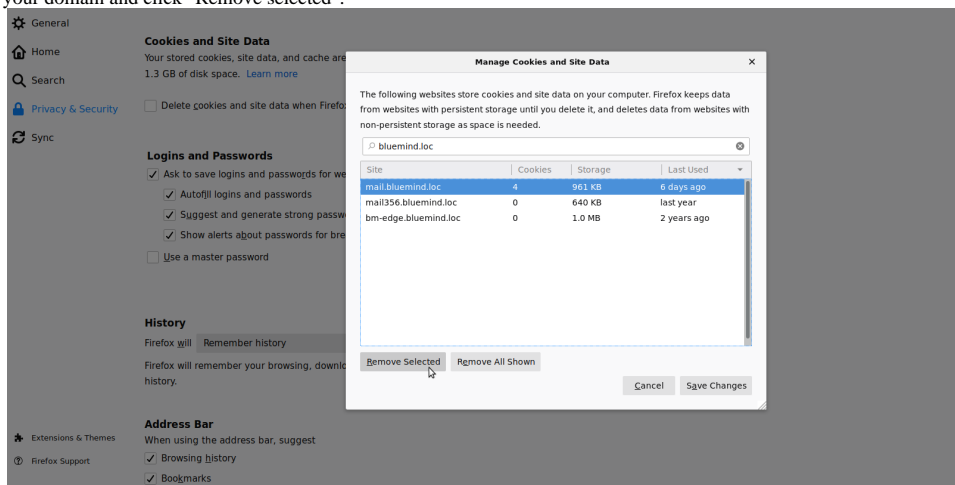 your domain and click "Remove selected".
General
Home
Search
Privacy & Security
Sync
Extensions & Themes
Firefox Support
Cookies and Site Data
Your stored cookies, site data, and cache are
1.3 GB of disk space. Learn more
Delete cookies and site data when Firefo
Logins and Passwords
Ask to save logins and passwords for we
Autofill logins and passwords
Suggest and generate strong passw
Show alerts about passwords for bre
Use a master password
History
Firefox will Remember history
Firefox will remember your browsing, downlo
history.
Address Bar
When using the address bar, suggest
Browsing history
Bookmarks
Manage Cookies and Site Data
The following websites store cookies and site data on your computer. Firefox keeps data
from websites with persistent storage until you delete it, and deletes data from websites with
non-persistent storage as space is needed.
bluemind.loc
Site Cookies Storage Last Used
mail.bluemind.loc 4 961 KB 6 days ago
mail356.bluemind.loc 0 640 KB last year
bm-edge.bluemind.loc 0 1.0 MB 2 years ago
Remove Selected Remove All Shown
Cancel Save Changes